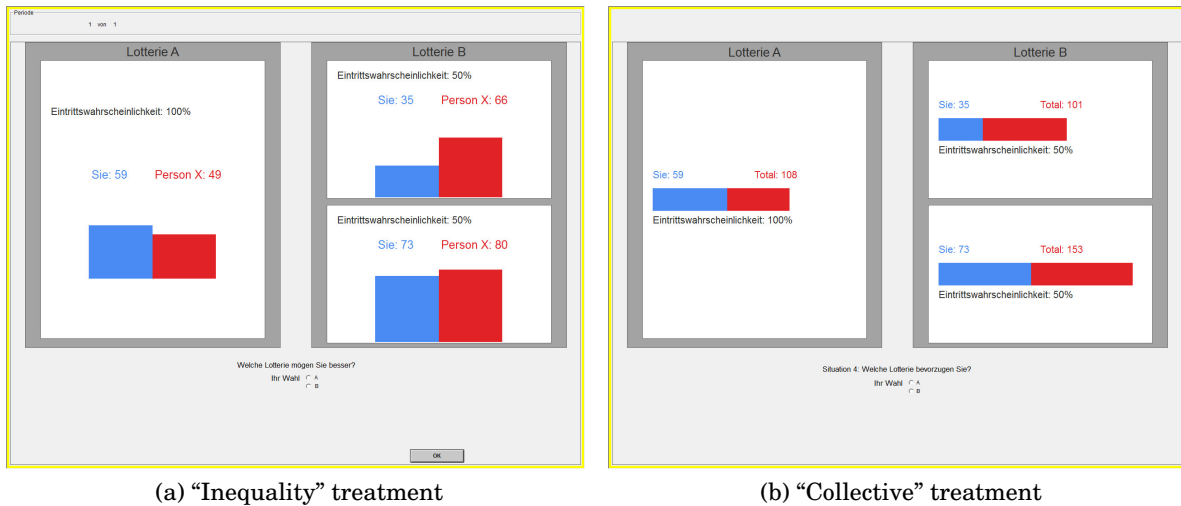 Periode
1 von 1
Lotterie A
Eintrittswahrscheinlichkeit: 100%
Sie: 59 Person X: 49
Lotterie B
Eintrittswahrscheinlichkeit: 50%
Sie: 35 Person X: 66
Eintrittswahrscheinlichkeit: 50%
Sie: 73 Person X: 80
Welche Lotterie mögen Sie besser?
Ihr Wahl A
B
OK
(a) “Inequality” treatment
Lotterie A
Sie: 59 Total: 108
Eintrittswahrscheinlichkeit: 100%
Lotterie B
Sie: 35 Total: 101
Eintrittswahrscheinlichkeit: 50%
Sie: 73 Total: 153
Eintrittswahrscheinlichkeit: 50%
Situation 4: Welche Lotterie bevorzugen Sie?
Ihr Wahl A
B
(b) “Collective” treatment